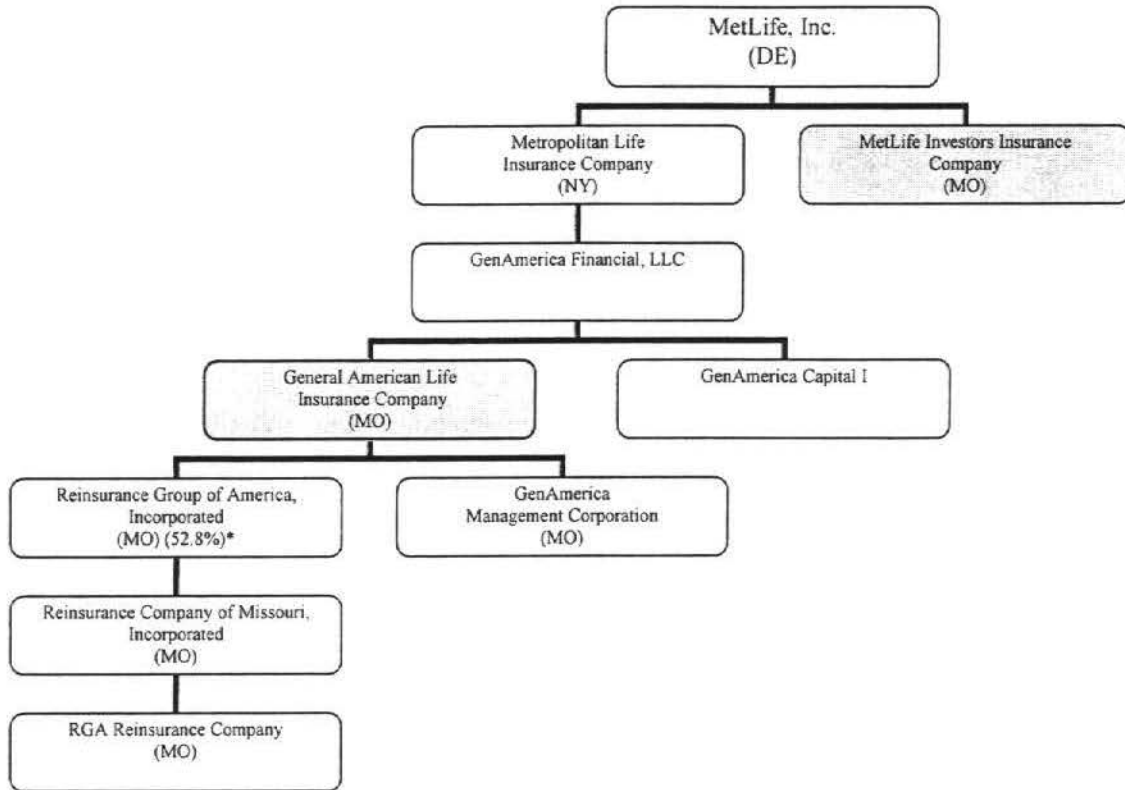 MetLife, Inc.
(DE)
Metropolitan Life
Insurance Company
(NY)
MetLife Investors Insurance
Company
(MO)
GenAmerica Financial, LLC
General American Life
Insurance Company
(MO)
GenAmerica Capital I
Reinsurance Group of America,
Incorporated
(MO) (52.8%)*
GenAmerica
Management Corporation
(MO)
Reinsurance Company of Missouri,
Incorporated
(MO)
RGA Reinsurance Company
(MO)